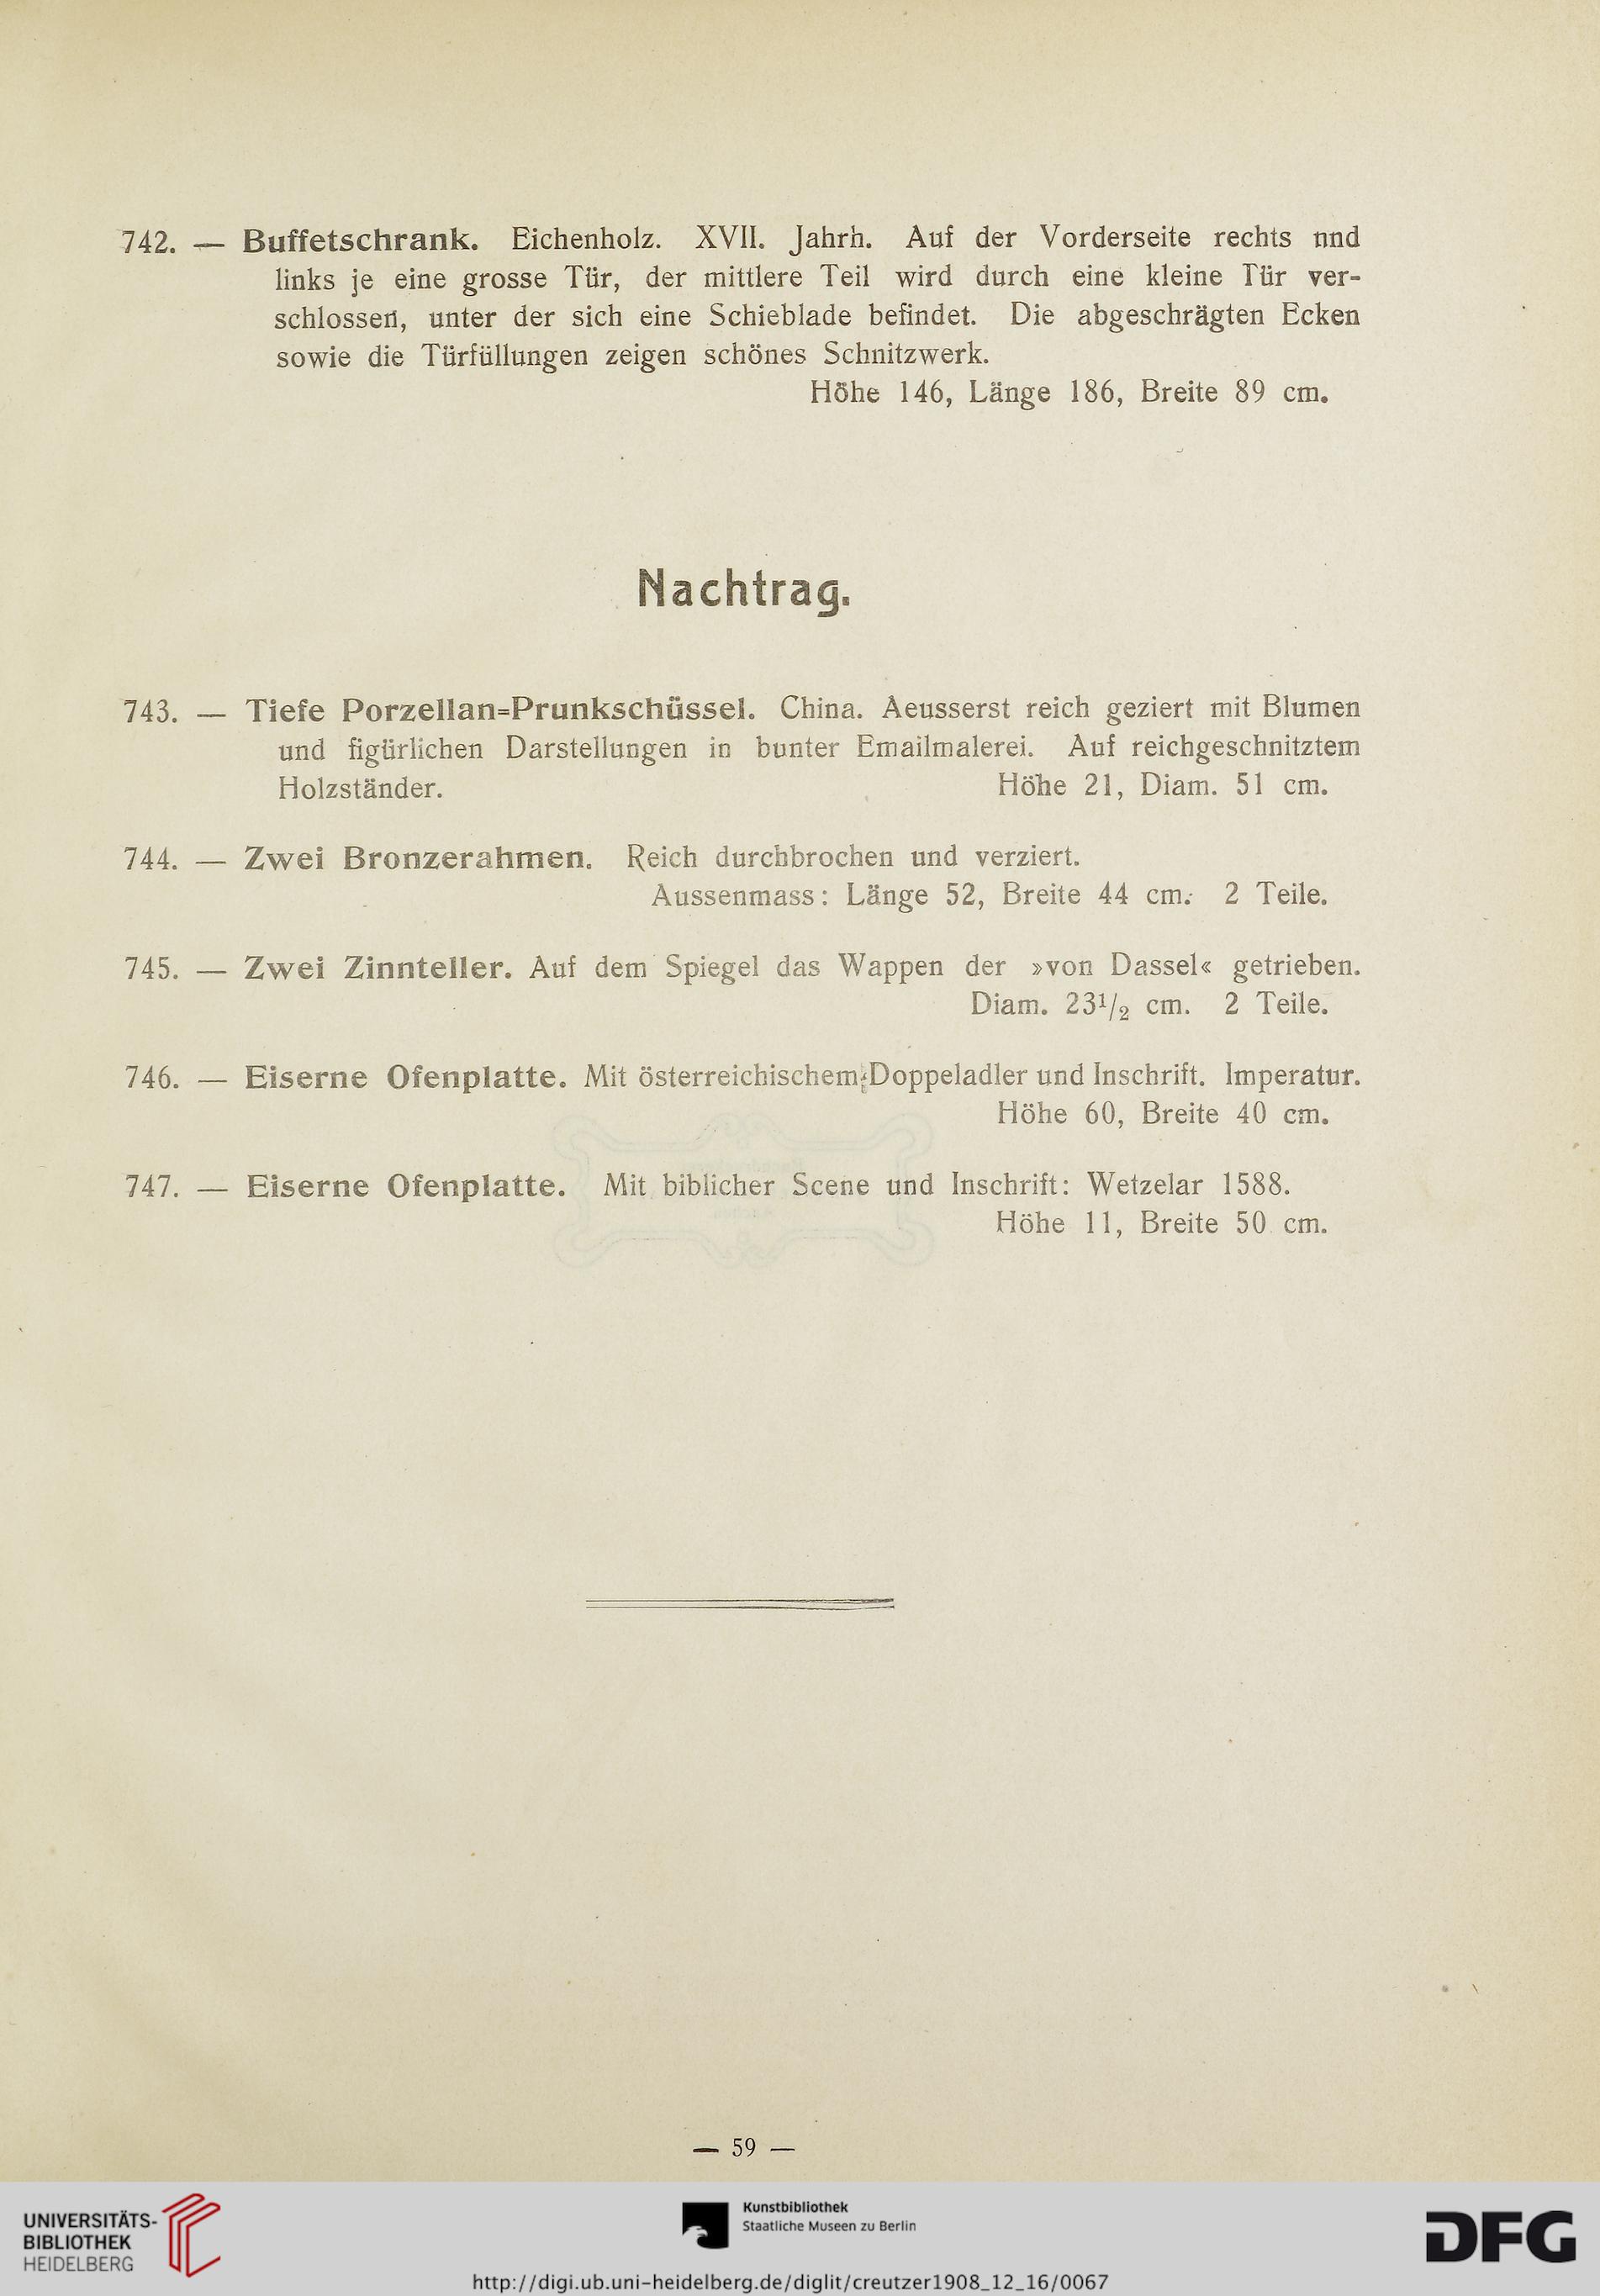 742. — Buffetschrank. Eichenholz. XVII. Jahrh. Auf der Vorderseite rechts nnd
links je eine grosse Tür, der mittlere Teil wird durch eine kleine Tür ver-
schlossen, unter der sich eine Schieblade befindet. Die abgeschrägten Ecken
sowie die Türfüllungen zeigen schönes Schnitzwerk.
Höhe 146, Länge 186, Breite 89 cm.
Nachtrag.
743. — Tiefe Porzellan-Prunkschüssel. China. Aeusserst reich geziert mit Blumen
und figürlichen Darstellungen in bunter Emailmalerei. Auf reichgeschnitztem
Holzständer. Höhe 21, Diam. 51 cm.
744. — Zwei Bronzerahmen. Reich durchbrochen und verziert.
Aussenmass: Länge 52, Breite 44 cm. 2 Teile.
745. — Zwei Zinnteller. Auf dem Spiegel das Wappen der »von Dassel« getrieben.
Diam. 23½ cm. 2 Teile.
746. — Eiserne Ofenplatte. Mit österreichischem Doppeladler und Inschrift. Imperatur.
Höhe 60, Breite 40 cm.
747. — Eiserne Ofenplatte. Mit biblicher Scene und Inschrift: Wetzelar 1588.
Höhe 11, Breite 50 cm.
— 59 —
UNIVERSITÄTS-
BIBLIOTHEK
HEIDELBERG
Kunstbibliothek
Staatliche Museen zu Berlin
DFG
http://digi.ub.uni-heidelberg.de/diglit/creutzer1908_12_16/0067